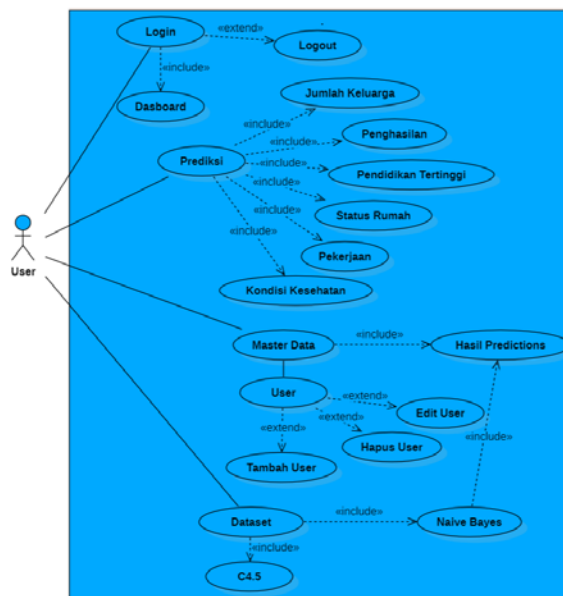 Login
«extend»
Logout
«include»
Dasboard
Jumlah Keluarga
«include»
Penghasilan
Prediksi
«include»
«include»
Pendidikan Tertinggi
«include»
Status Rumah
«include»
«include»
Pekerjaan
User
Kondisi Kesehatan
Master Data
«include»
Hasil Predictions
User
«extend»
Edit User
«extend»
«extend»
Hapus User
«include»
Tambah User
Dataset
«include»
Naive Bayes
«include»
C4.5